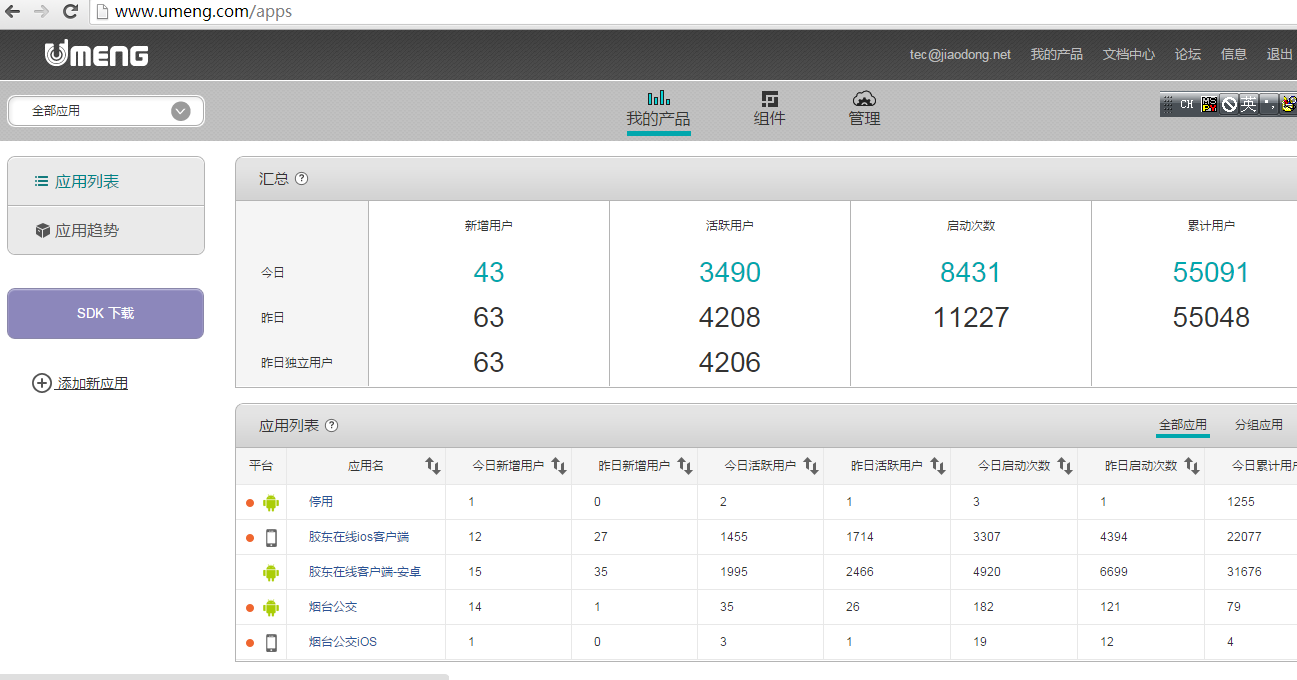 www.umeng.com/apps
UMENG
tec@jiaodong.net 我的产品 文档中心 论坛 信息 退出
全部应用
我的产品 组件 管理
CH 英
应用列表
应用趋势
SDK 下载
添加新应用
汇总
新增用户 活跃用户 启动次数 累计用户
今日 43 3490 8431 55091
昨日 63 4208 11227 55048
昨日独立用户 63 4206
应用列表 全部应用 分组应用
平台 应用名 今日新增用户 昨日新增用户 今日活跃用户 昨日活跃用户 今日启动次数 昨日启动次数 今日累计用户
停用 1 0 2 1 3 1 1255
胶东在线ios客户端 12 27 1455 1714 3307 4394 22077
胶东在线客户端-安卓 15 35 1995 2466 4920 6699 31676
烟台公交 14 1 35 26 182 121 79
烟台公交iOS 1 0 3 1 19 12 4